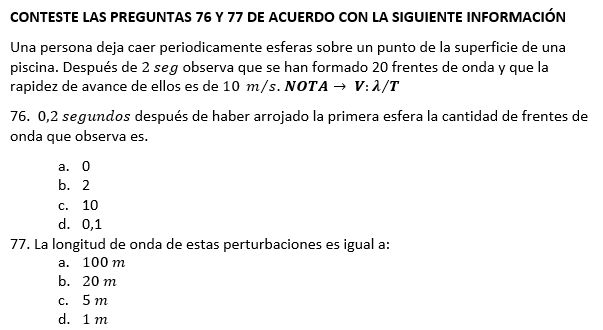 CONTESTE LAS PREGUNTAS 76 Y 77 DE ACUERDO CON LA SIGUIENTE INFORMACIÓN
Una persona deja caer periodicamente esferas sobre un punto de la superficie de una
piscina. Después de 2 seg observa que se han formado 20 frentes de onda y que la
rapidez de avance de ellos es de 10 m/s. NOTA → V: λ/T
76. 0,2 segundos después de haber arrojado la primera esfera la cantidad de frentes de
onda que observa es.
a. 0
b. 2
c. 10
d. 0,1
77. La longitud de onda de estas perturbaciones es igual a:
a. 100 m
b. 20 m
c. 5 m
d. 1 m